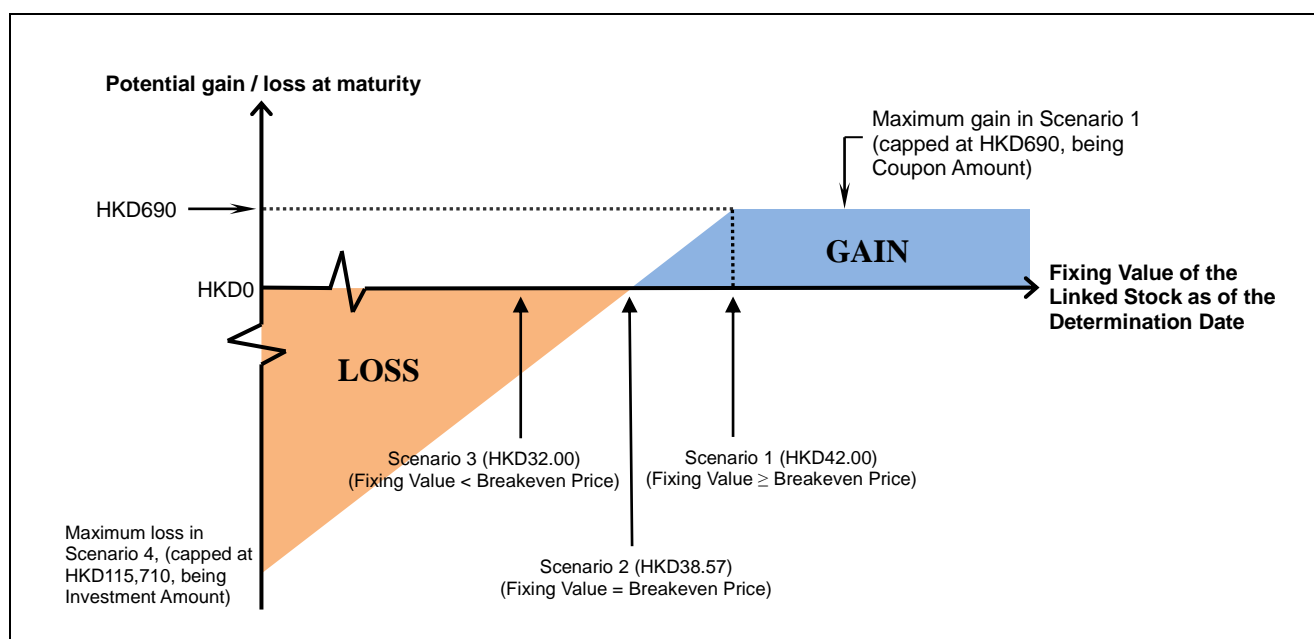 Potential gain / loss at maturity
Maximum gain in Scenario 1
(capped at HKD690, being
Coupon Amount)
HKD690
GAIN
HKD0
Fixing Value of the
Linked Stock as of the
Determination Date
LOSS
Scenario 3 (HKD32.00)
(Fixing Value < Breakeven Price)
Scenario 1 (HKD42.00)
(Fixing Value ≥ Breakeven Price)
Maximum loss in
Scenario 4, (capped at
HKD115,710, being
Investment Amount)
Scenario 2 (HKD38.57)
(Fixing Value = Breakeven Price)